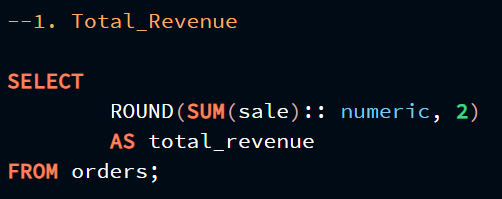 --1. Total_Revenue
SELECT
ROUND(SUM(sale):: numeric, 2)
AS total_revenue
FROM orders;